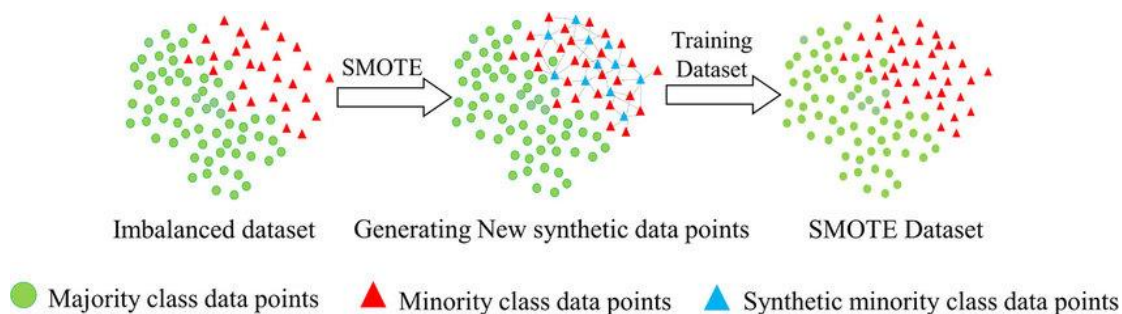 SMOTE
Training
Dataset
Imbalanced dataset
Generating New synthetic data points
SMOTE Dataset
Majority class data points
Minority class data points
Synthetic minority class data points